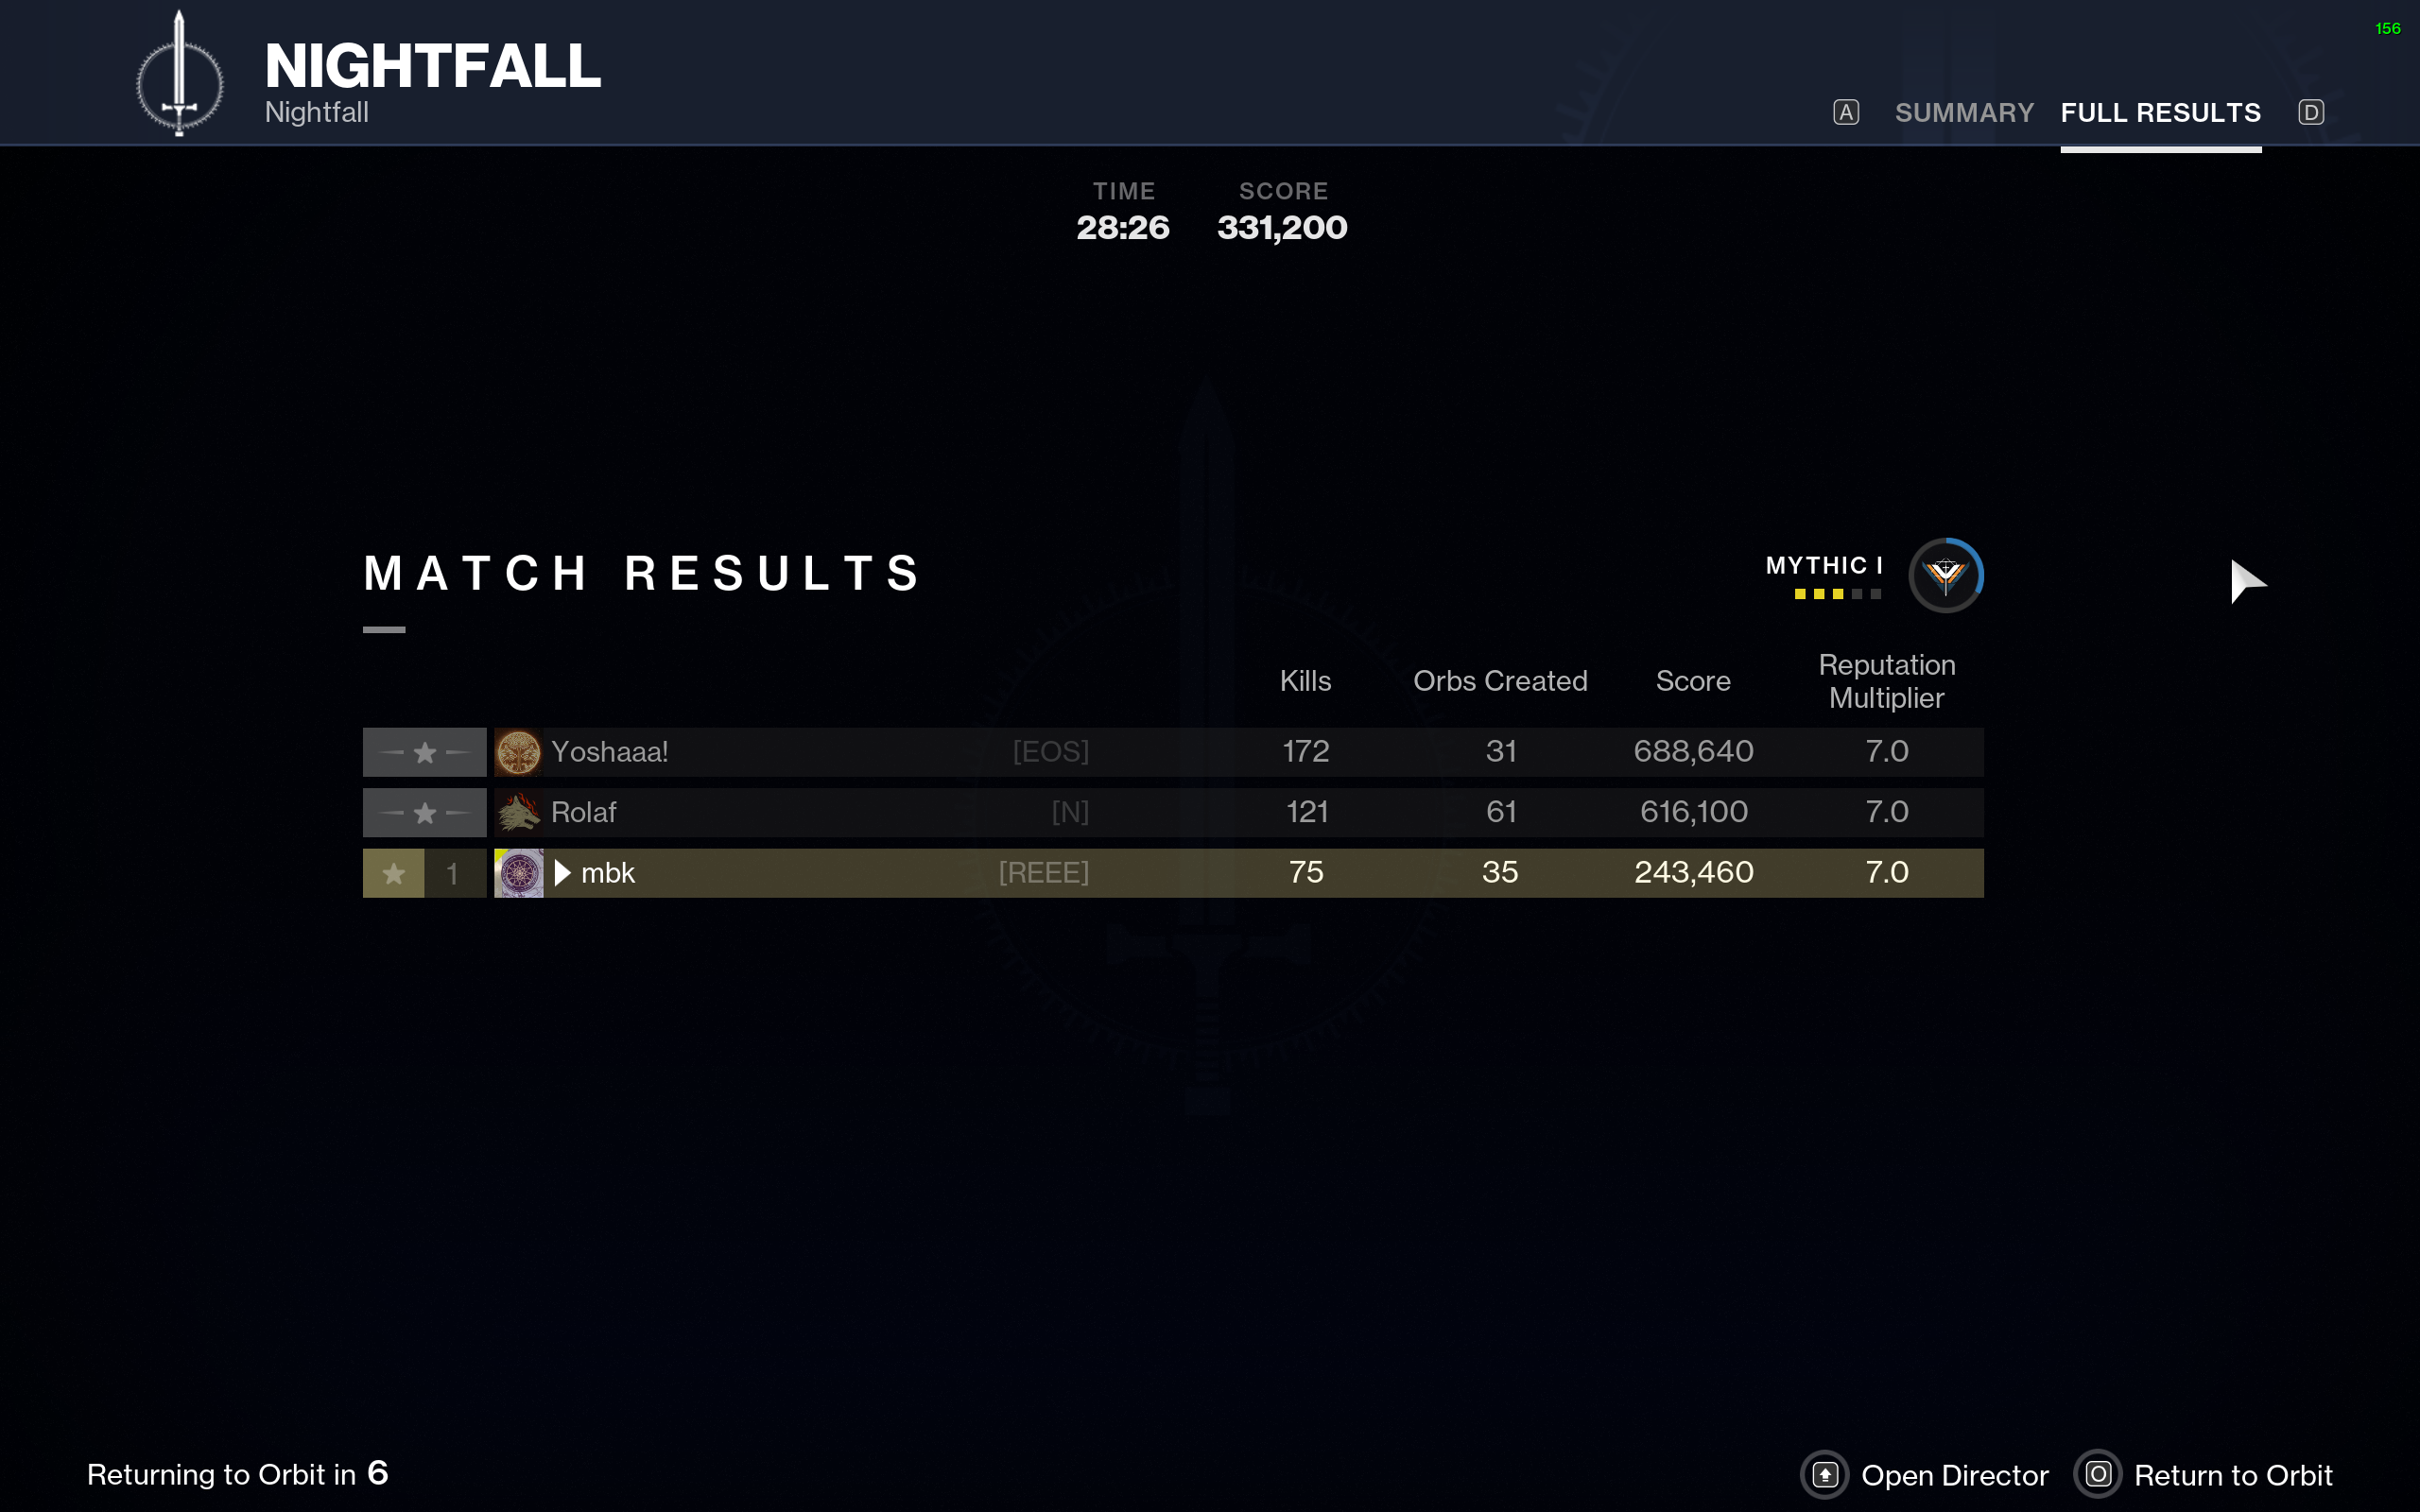 156
NIGHTFALL
Nightfall
A SUMMARY FULL RESULTS D
TIME SCORE
28:26 331,200
MATCH RESULTS
MYTHIC I
Kills Orbs Created Score Reputation Multiplier
Yoshaaa! [EOS] 172 31 688,640 7.0
Rolaf [N] 121 61 616,100 7.0
1 mbk [REEE] 75 35 243,460 7.0
Returning to Orbit in 6
Open Director O Return to Orbit